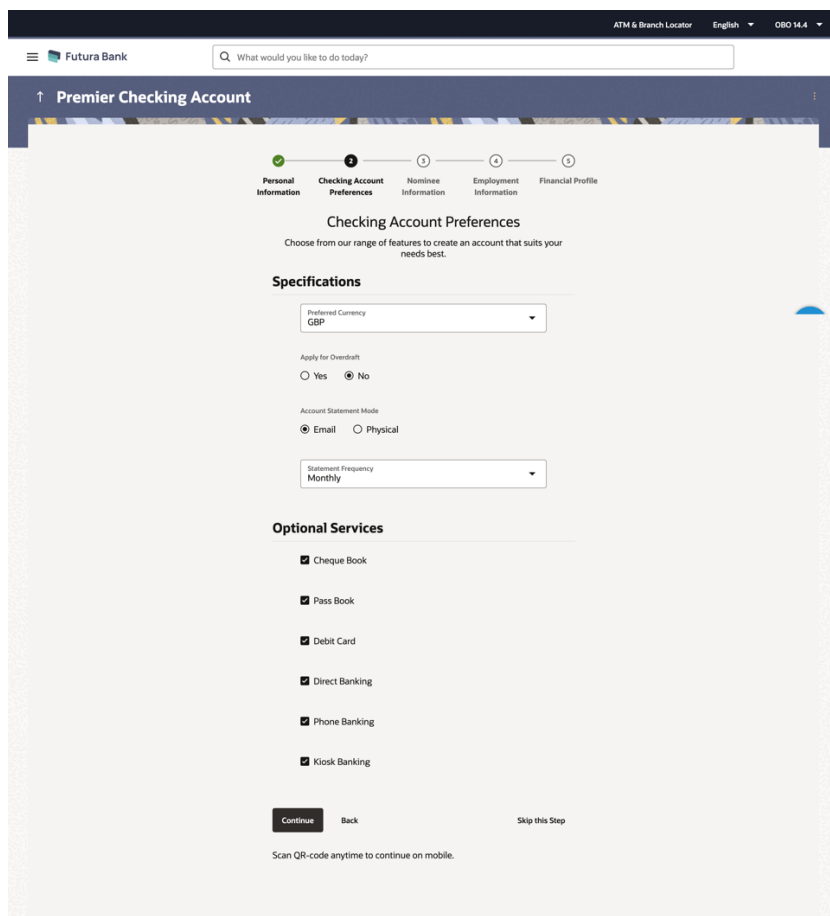 ATM & Branch Locator English OBO 14.4
Futura Bank
What would you like to do today?
Premier Checking Account
2 3 4 5
Personal Information
Checking Account Preferences
Nominee Information
Employment Information
Financial Profile
Checking Account Preferences
Choose from our range of features to create an account that suits your
needs best.
Specifications
Preferred Currency
GBP
Apply for Overdraft
Yes No
Account Statement Mode
Email Physical
Statement Frequency
Monthly
Optional Services
Cheque Book
Pass Book
Debit Card
Direct Banking
Phone Banking
Kiosk Banking
Continue Back Skip this Step
Scan QR-code anytime to continue on mobile.